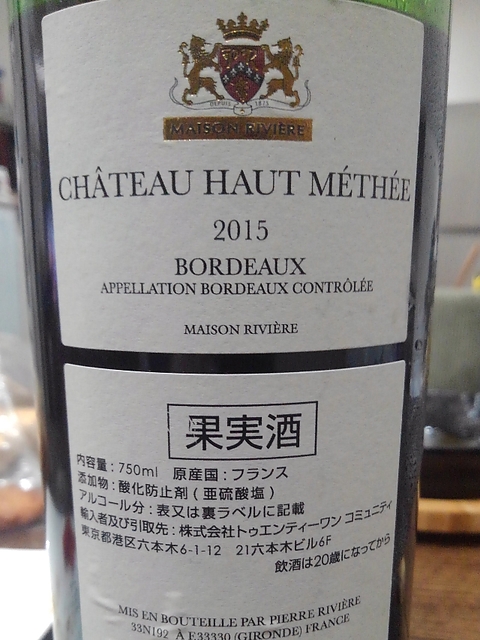 DEPUIS 1875
MAISON RIVIÈRE
CHÂTEAU HAUT MÉTHÉE
2015
BORDEAUX
APPELLATION BORDEAUX CONTRÔLÉE
MAISON RIVIÈRE
果実酒
内容量：750ml 原産国：フランス
添加物：酸化防止剤（亜硫酸塩）
アルコール分：表又は裏ラベルに記載
輸入者及び引取先：株式会社トゥエンティーワン コミュニティ
東京都港区六本木6-1-12 21六本木ビル6F
飲酒は20歳になってから
MIS EN BOUTEILLE PAR PIERRE RIVIÈRE
33N192 À E33330 (GIRONDE) FRANCE